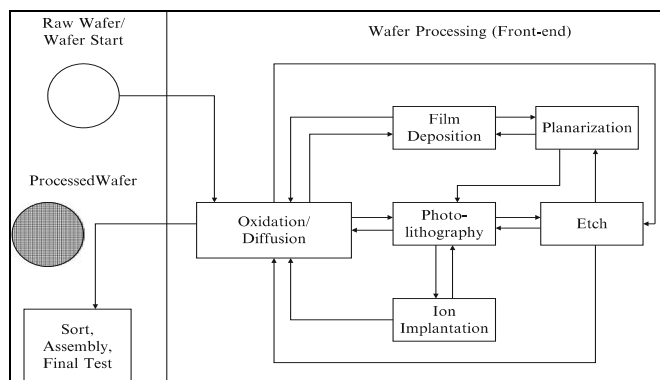 Raw Wafer/
Wafer Start
Wafer Processing (Front-end)
Film
Deposition
Planarization
ProcessedWafer
Oxidation/
Diffusion
Photo-
lithography
Etch
Ion
Implantation
Sort,
Assembly,
Final Test